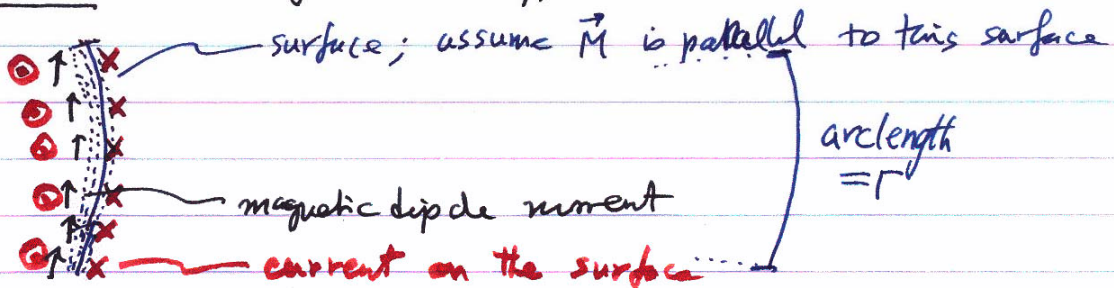 surface; assume M⃗ is parallel to this surface
arclength
= r
magnetic dipole moment
current on the surface